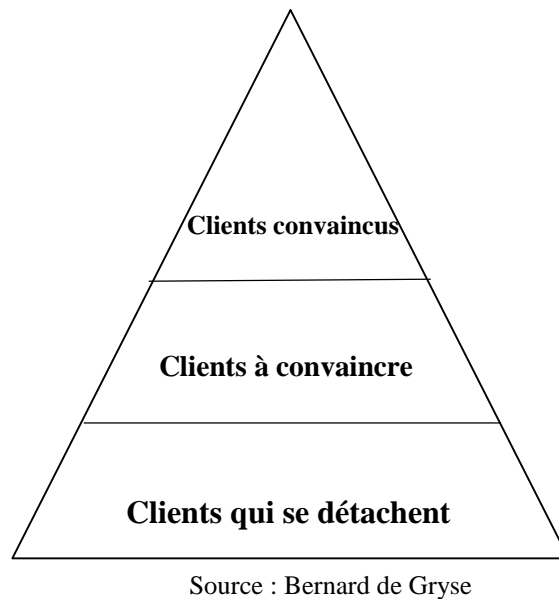 Clients convaincus
Clients à convaincre
Clients qui se détachent
Source : Bernard de Gryse